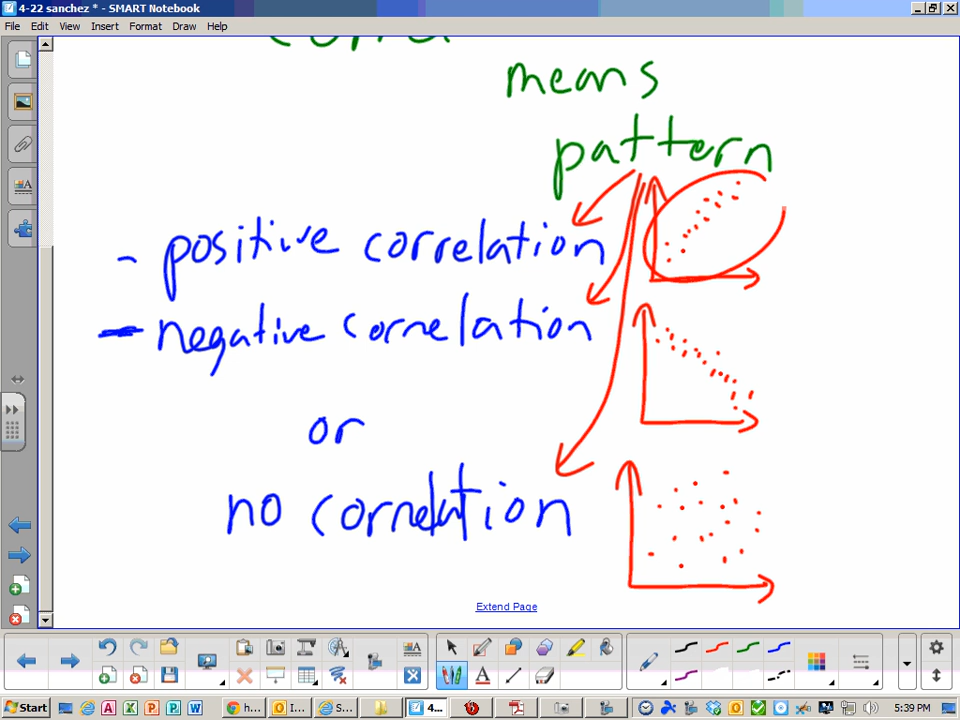 4-22 sanchez * - SMART Notebook
File Edit View Insert Format Draw Help
means
pattern
- positive correlation
- negative correlation
or
no correlation
Extend Page
Start
h...
I...
S...
4...
5:39 PM